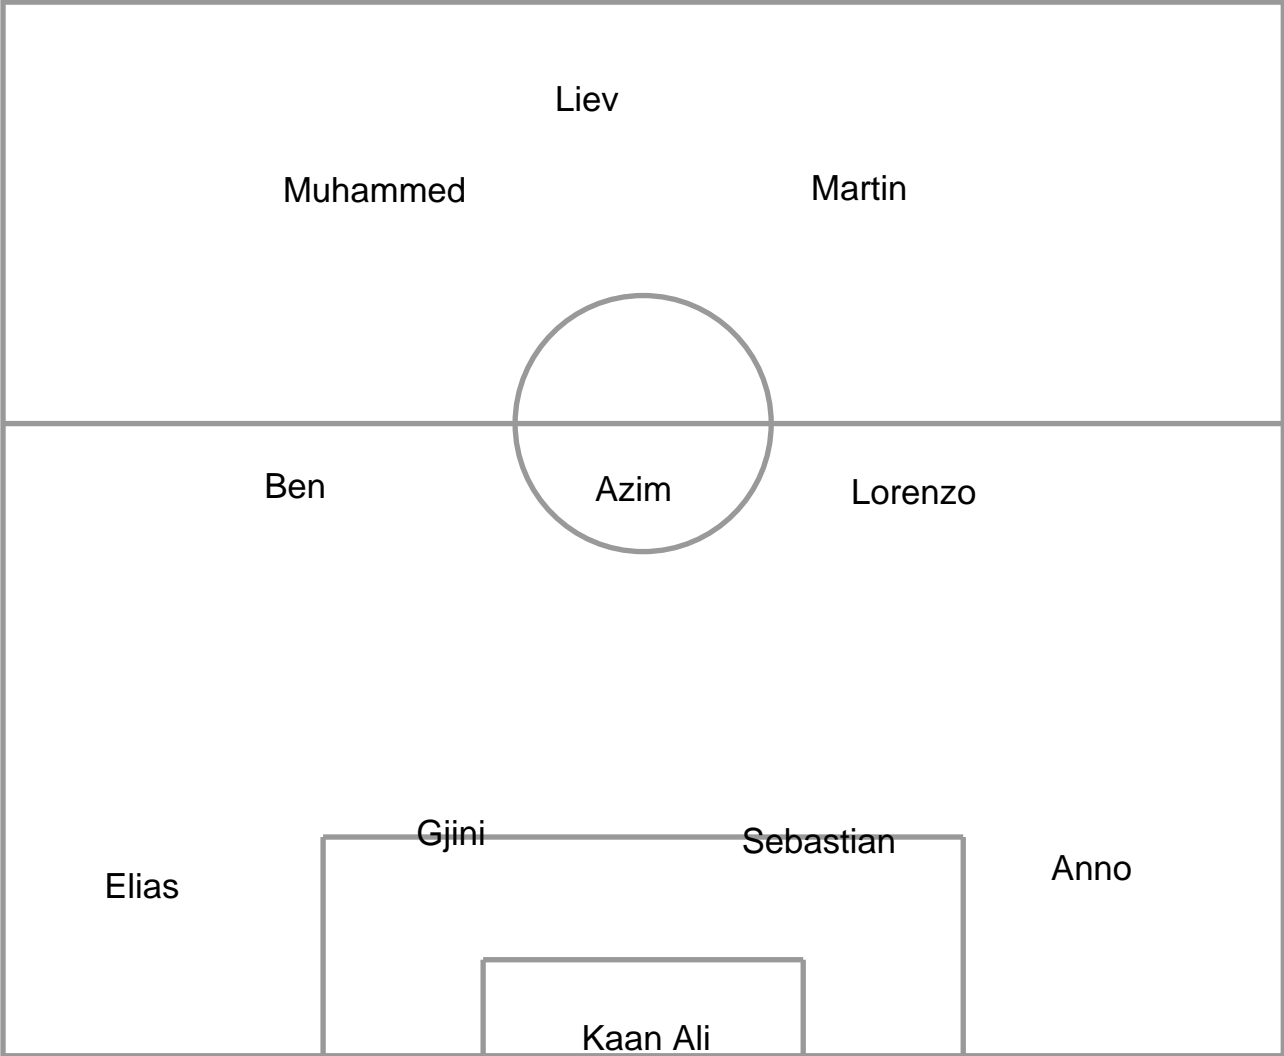 Liev
Muhammed
Martin
Ben
Azim
Lorenzo
Gjini
Sebastian
Elias
Anno
Kaan Ali